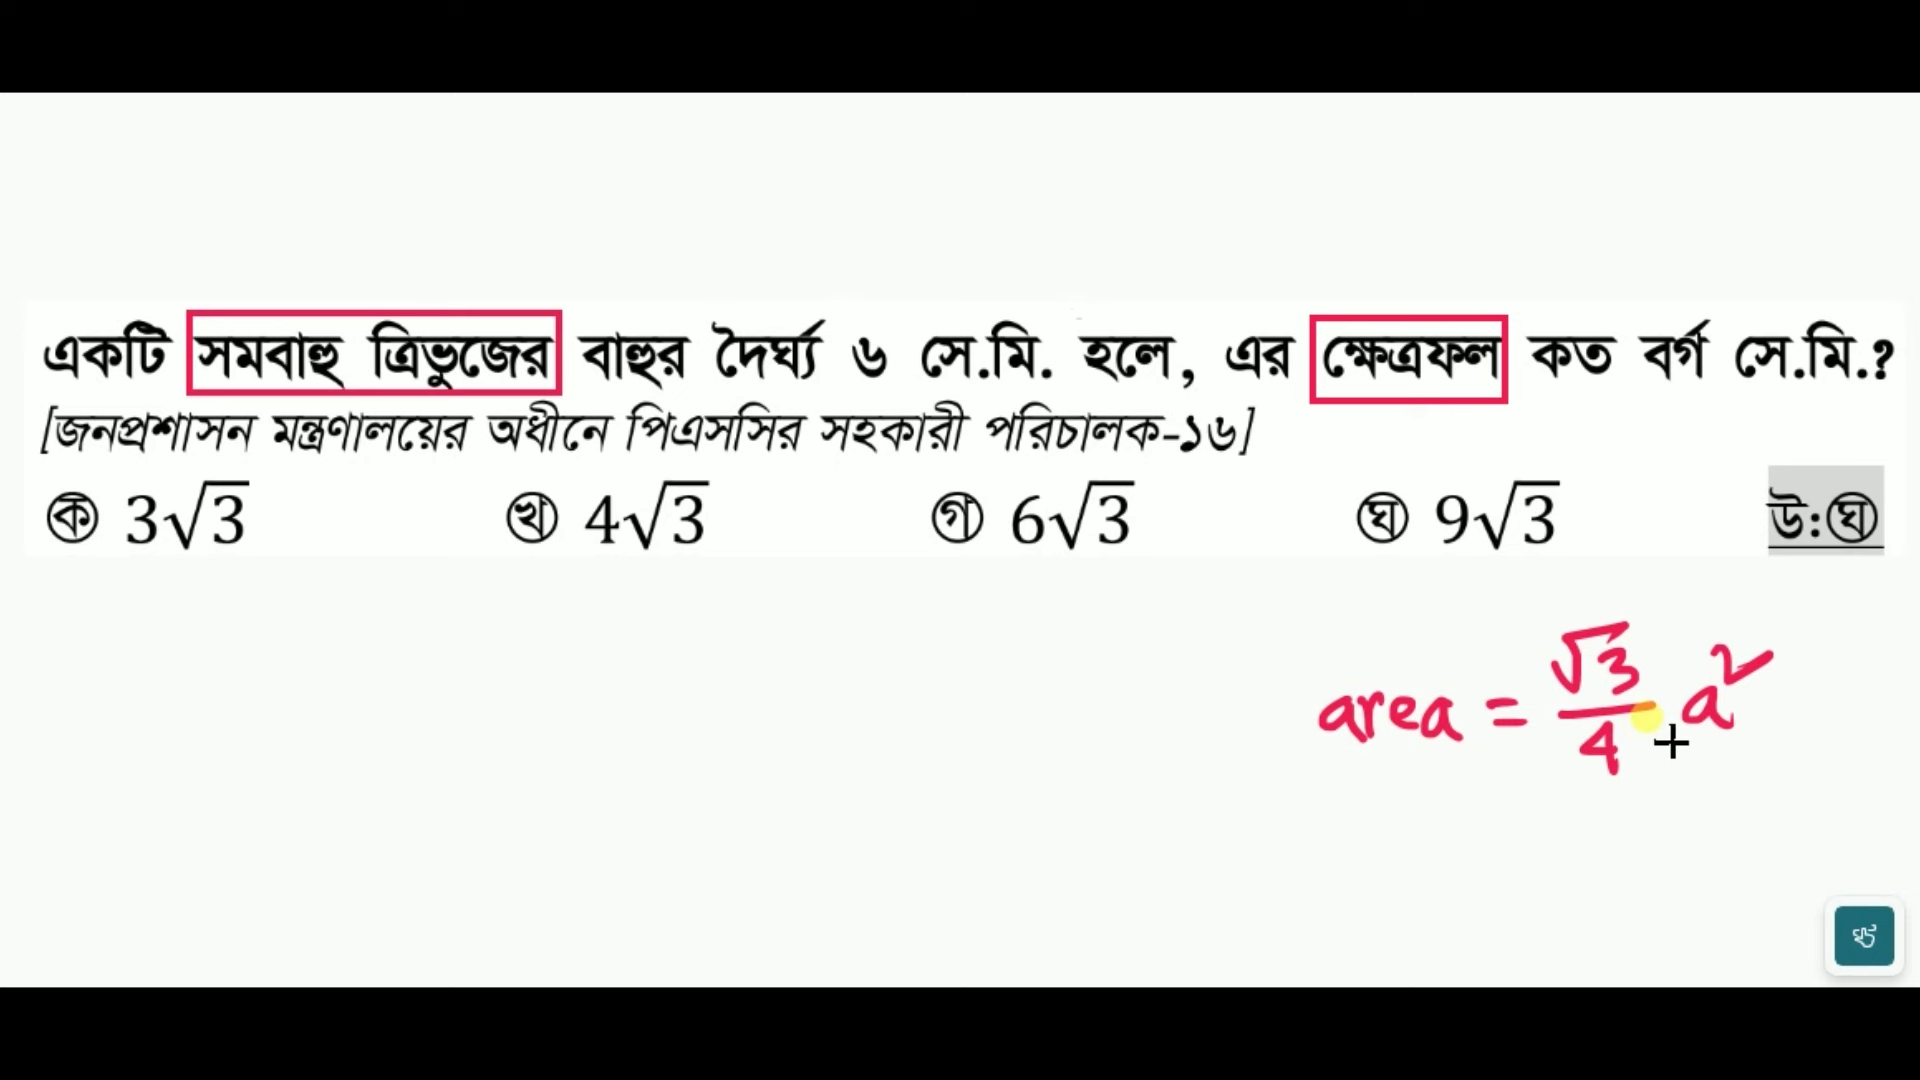 একটি সমবাহু ত্রিভুজের বাহুর দৈর্ঘ্য ৬ সে.মি. হলে, এর ক্ষেত্রফল কত বর্গ সে.মি.?
[জনপ্রশাসন মন্ত্রণালয়ের অধীনে পিএসসির সহকারী পরিচালক-১৬]
ⓚ 3√3 ⓚ 4√3 ⓖ 6√3 ⓖ 9√3 উ:ঘ
area = √3/4 a²